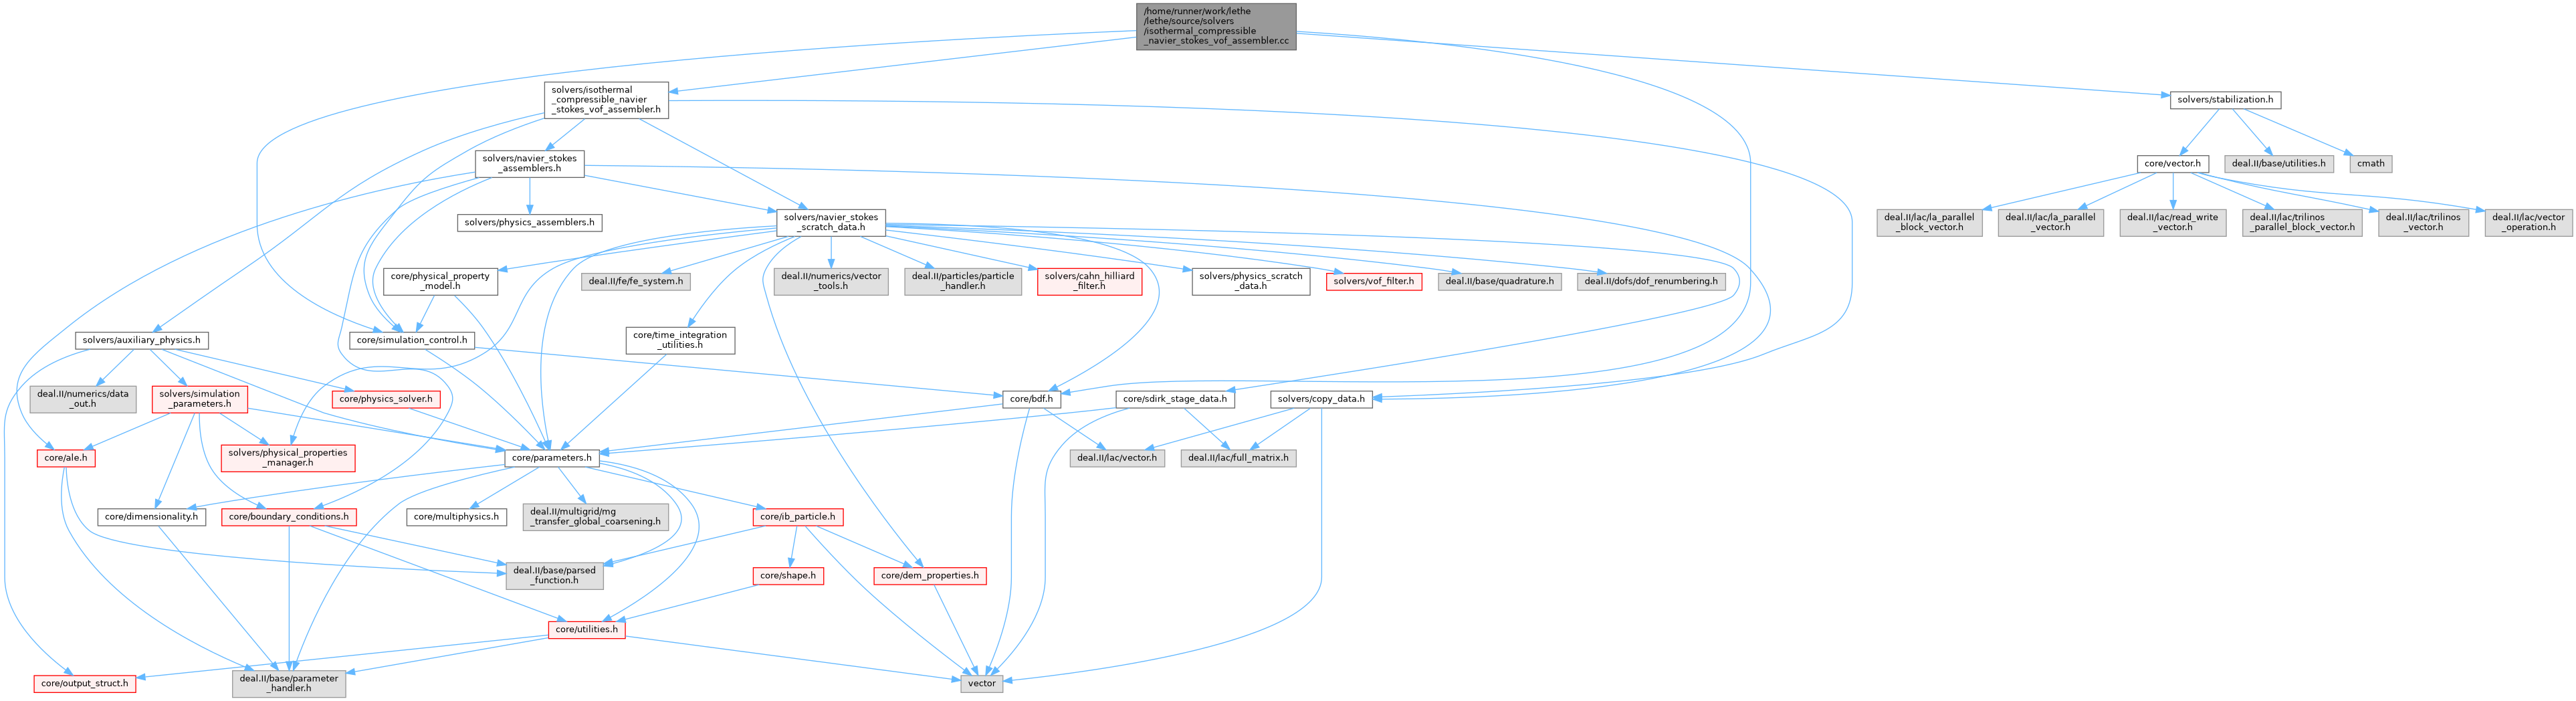 /home/runner/work/lethe
/lethe/source/solvers
/isothermal_compressible
_navier_stokes_vof_assembler.cc
solvers/isothermal
_compressible_navier
_stokes_vof_assembler.h
solvers/stabilization.h
solvers/navier_stokes
_assemblers.h
core/vector.h
deal.II/base/utilities.h
cmath
solvers/physics_assemblers.h
solvers/navier_stokes
_scratch_data.h
deal.II/lac/la_parallel
_block_vector.h
deal.II/lac/la_parallel
_vector.h
deal.II/lac/read_write
_vector.h
deal.II/lac/trilinos
_parallel_block_vector.h
deal.II/lac/trilinos
_vector.h
deal.II/lac/vector
_operation.h
core/physical_property
_model.h
deal.II/fe/fe_system.h
deal.II/numerics/vector
_tools.h
deal.II/particles/particle
_handler.h
solvers/cahn_hilliard
_filter.h
solvers/physics_scratch
_data.h
solvers/vof_filter.h
deal.II/base/quadrature.h
deal.II/dofs/dof_renumbering.h
solvers/auxiliary_physics.h
core/simulation_control.h
core/time_integration
_utilities.h
deal.II/numerics/data
_out.h
solvers/simulation
_parameters.h
core/physics_solver.h
core/bdf.h
core/sdirk_stage_data.h
solvers/copy_data.h
core/ale.h
solvers/physical_properties
_manager.h
core/parameters.h
deal.II/lac/vector.h
deal.II/lac/full_matrix.h
core/dimensionality.h
core/boundary_conditions.h
core/multiphysics.h
deal.II/multigrid/mg
_transfer_global_coarsening.h
core/ib_particle.h
deal.II/base/parsed
_function.h
core/shape.h
core/dem_properties.h
core/utilities.h
core/output_struct.h
deal.II/base/parameter
_handler.h
vector